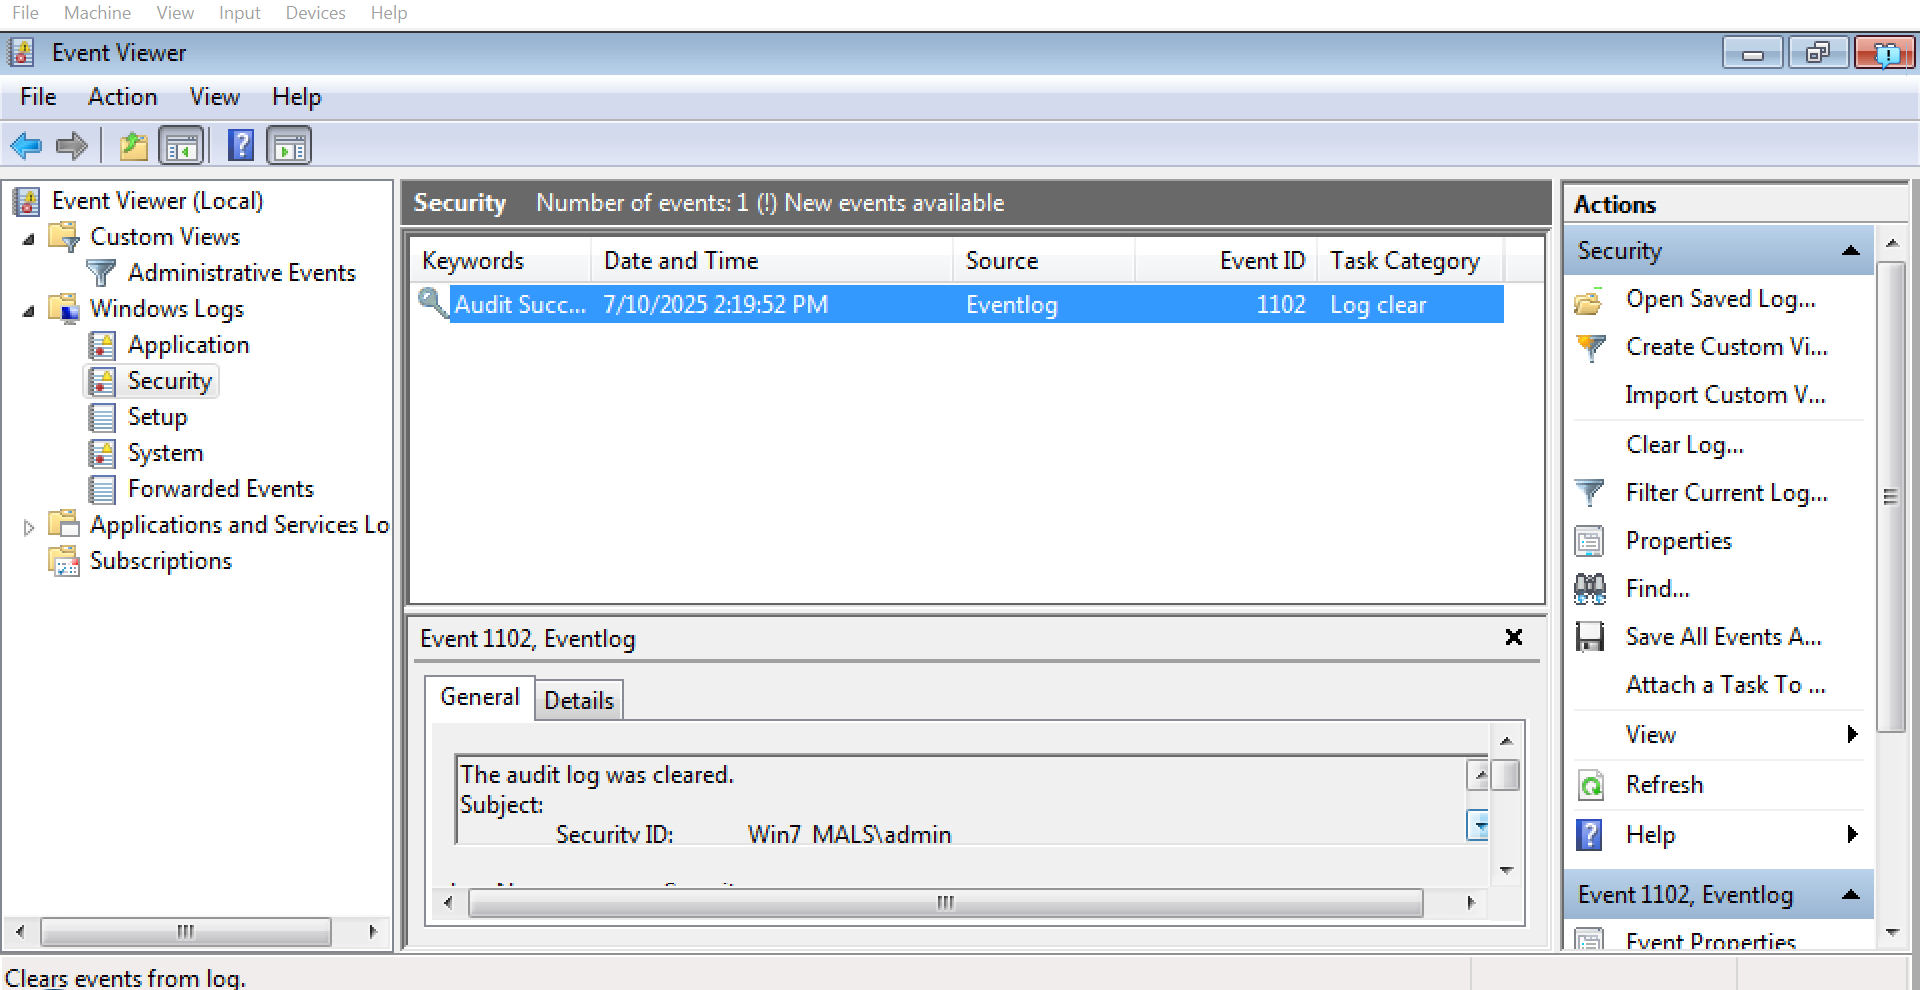 File Machine View Input Devices Help
Event Viewer
File Action View Help
Event Viewer (Local)
Custom Views
Administrative Events
Windows Logs
Application
Security
Setup
System
Forwarded Events
Applications and Services Lo
Subscriptions
Security Number of events: 1 (!) New events available
Keywords Date and Time Source Event ID Task Category
Audit Succ... 7/10/2025 2:19:52 PM Eventlog 1102 Log clear
Event 1102, Eventlog
General Details
The audit log was cleared.
Subject:
Security ID: Win7_MALS\admin
Actions
Security
Open Saved Log...
Create Custom Vi...
Import Custom V...
Clear Log...
Filter Current Log...
Properties
Find...
Save All Events A...
Attach a Task To ...
View
Refresh
Help
Event 1102, Eventlog
Event Properties
Clears events from log.